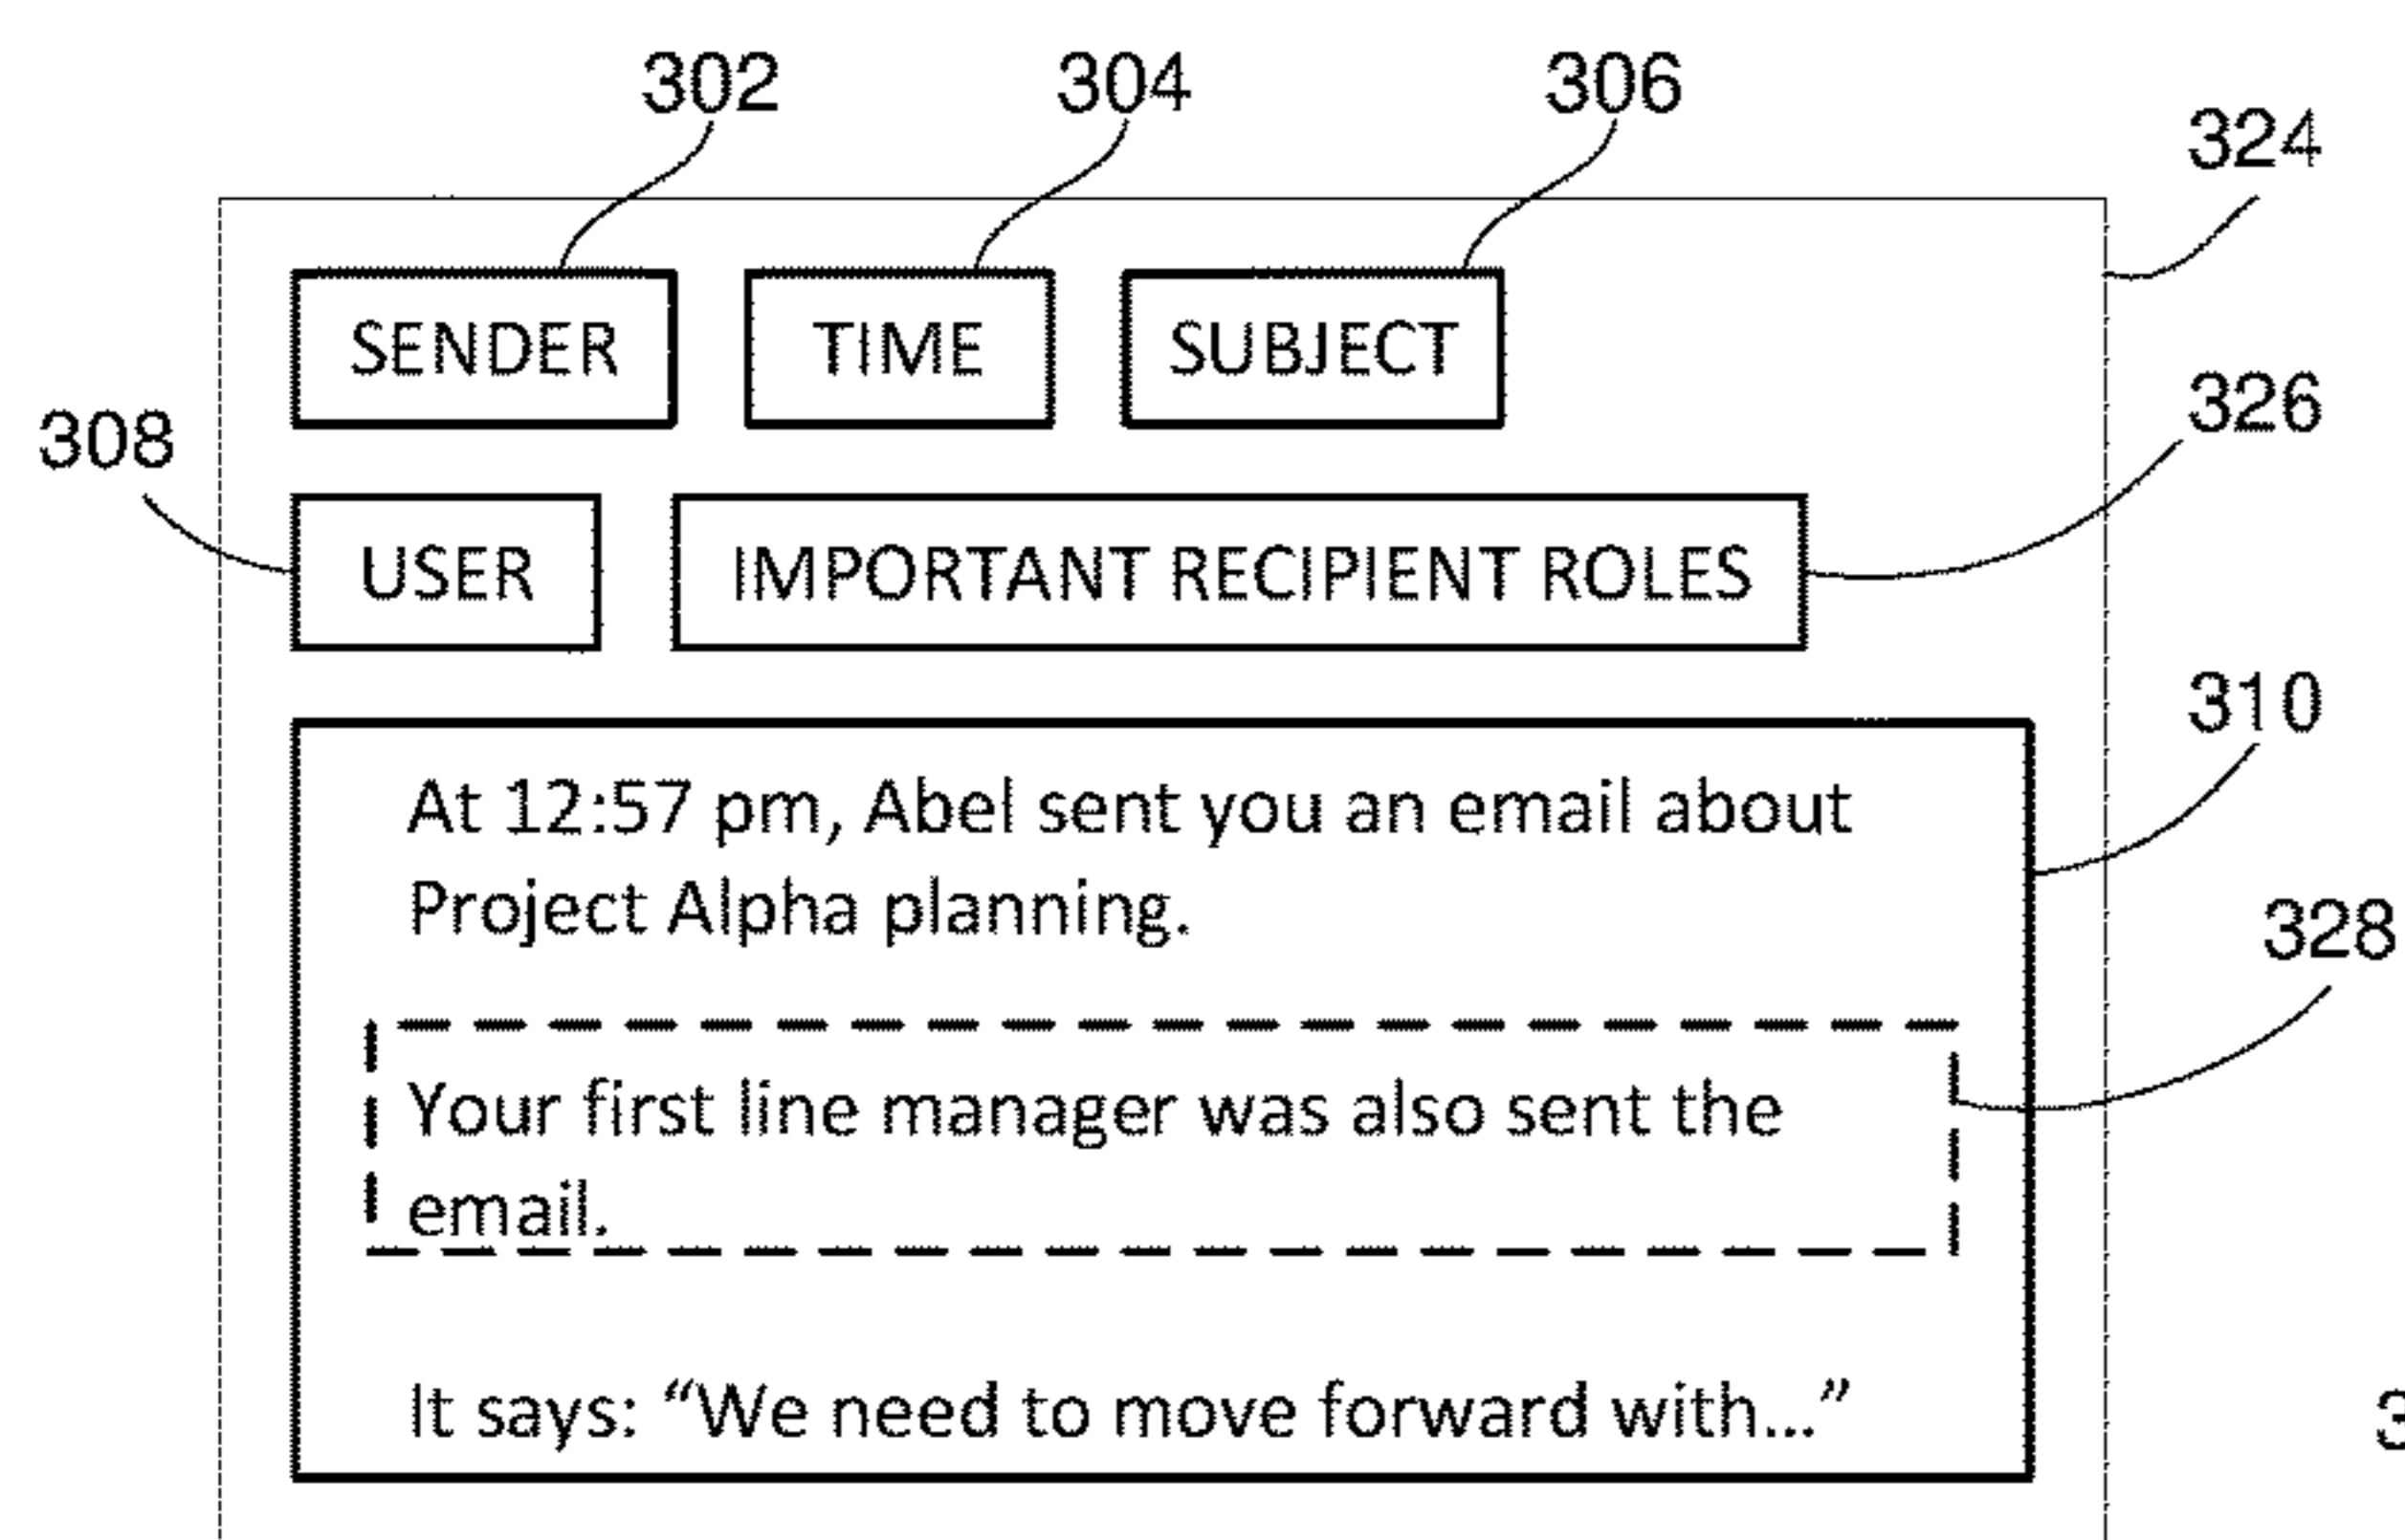 302 304 306
324
SENDER TIME SUBJECT
308 326
USER IMPORTANT RECIPIENT ROLES
310
At 12:57 pm, Abel sent you an email about
Project Alpha planning.
328
Your first line manager was also sent the
email.
It says: “We need to move forward with...”